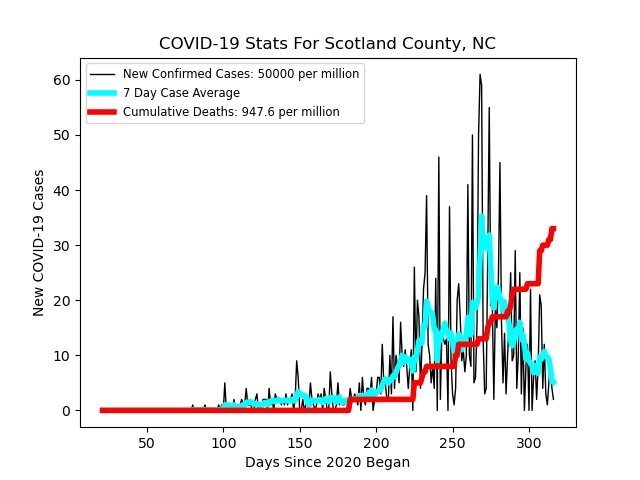 COVID-19 Stats For Scotland County, NC
New Confirmed Cases: 50000 per million
7 Day Case Average
Cumulative Deaths: 947.6 per million
60
50
40
30
20
10
0
New COVID-19 Cases
50 100 150 200 250 300
Days Since 2020 Began